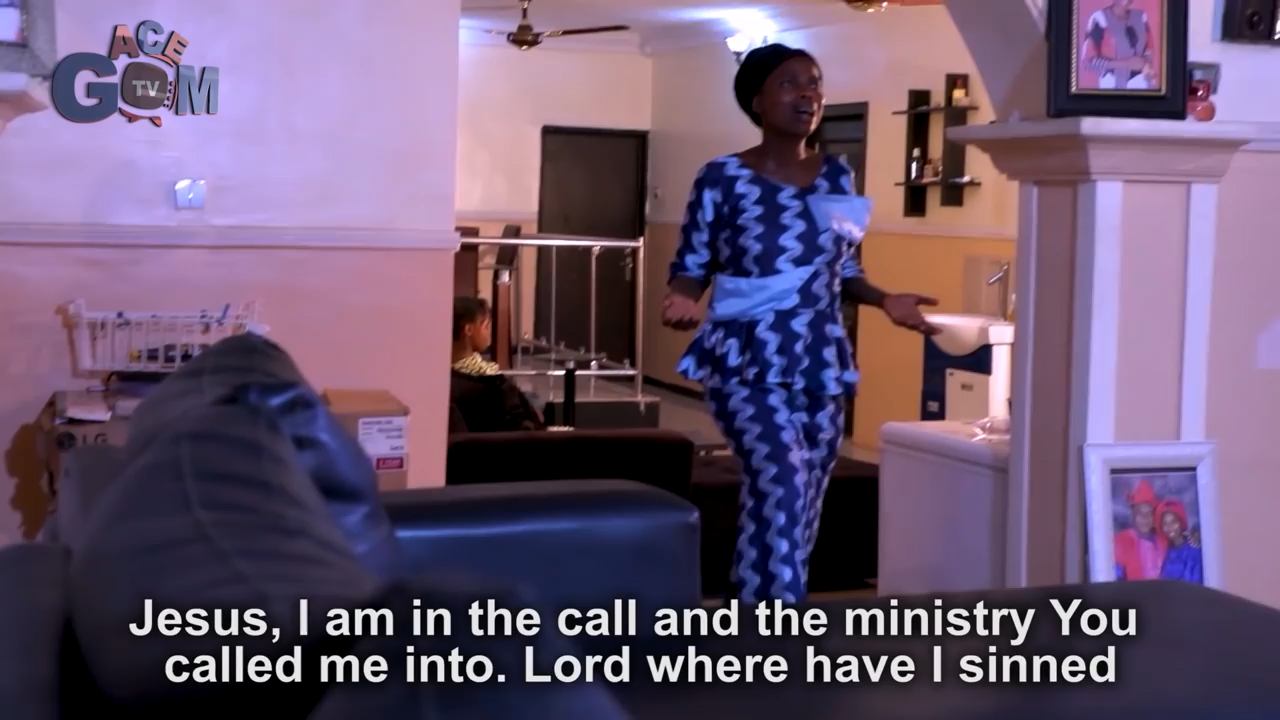 ACE
GOM
TV
LG
Jesus, I am in the call and the ministry You
called me into. Lord where have I sinned